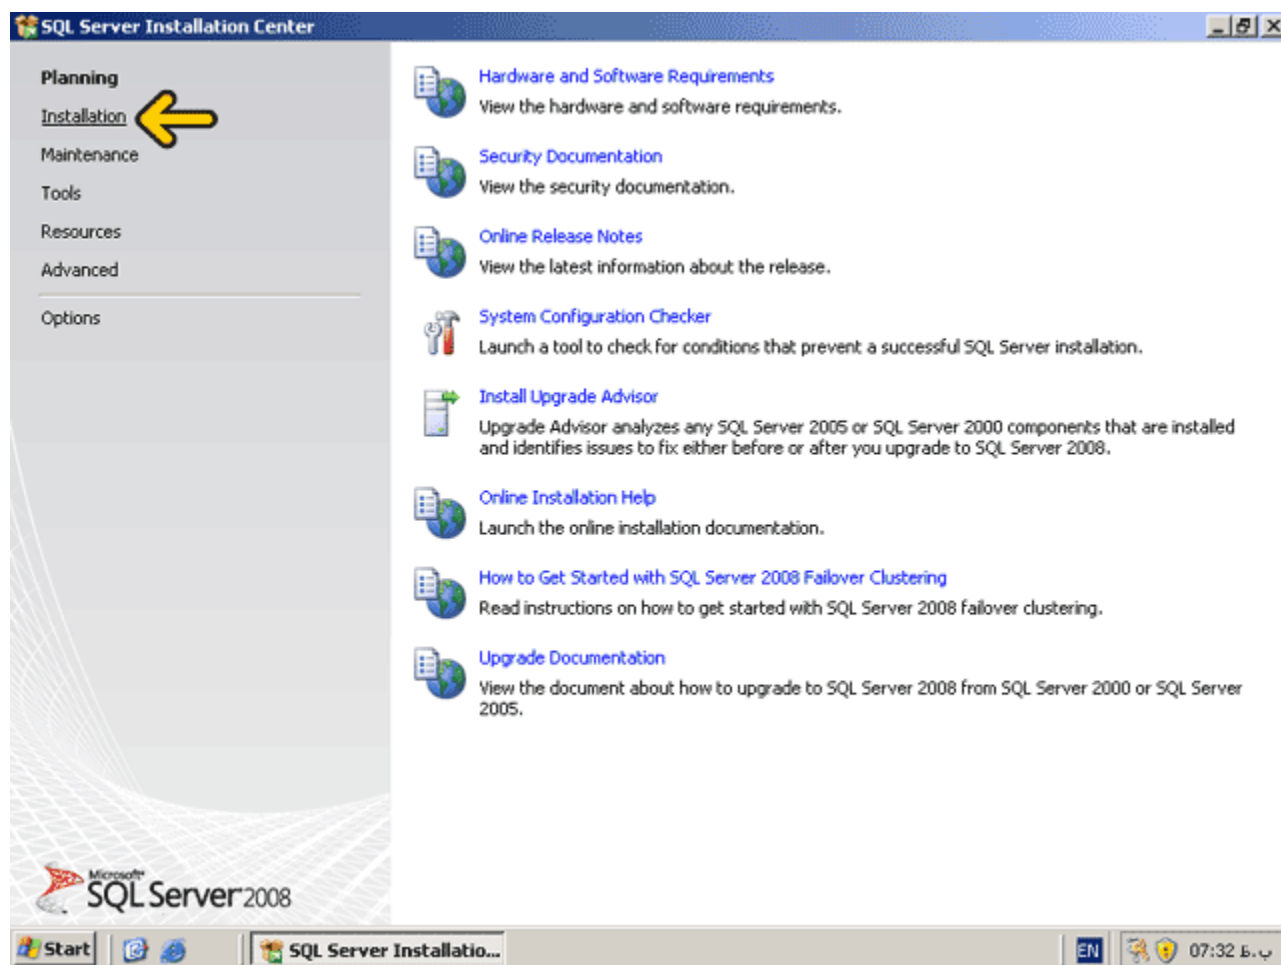 SQL Server Installation Center
Planning
Installation
Maintenance
Tools
Resources
Advanced
Options
Hardware and Software Requirements
View the hardware and software requirements.
Security Documentation
View the security documentation.
Online Release Notes
View the latest information about the release.
System Configuration Checker
Launch a tool to check for conditions that prevent a successful SQL Server installation.
Install Upgrade Advisor
Upgrade Advisor analyzes any SQL Server 2005 or SQL Server 2000 components that are installed
and identifies issues to fix either before or after you upgrade to SQL Server 2008.
Online Installation Help
Launch the online installation documentation.
How to Get Started with SQL Server 2008 Failover Clustering
Read instructions on how to get started with SQL Server 2008 failover clustering.
Upgrade Documentation
View the document about how to upgrade to SQL Server 2008 from SQL Server 2000 or SQL Server
2005.
Microsoft
SQL Server 2008
Start
SQL Server Installatio...
EN
07:32 ب.ظ